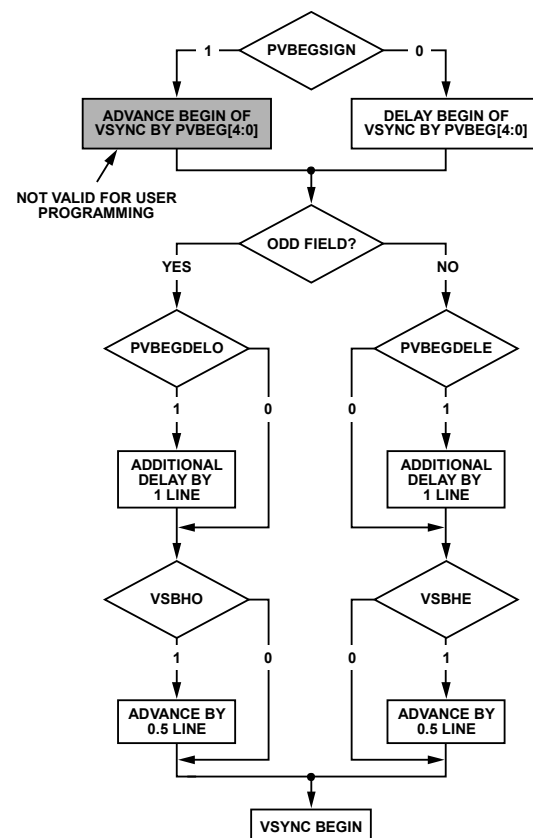 PVBEGSIGN
1
0
ADVANCE BEGIN OF
VSYNC BY PVBEG[4:0]
DELAY BEGIN OF
VSYNC BY PVBEG[4:0]
NOT VALID FOR USER
PROGRAMMING
ODD FIELD?
YES
NO
PVBEGDELO
PVBEGDELE
1
0
0
1
ADDITIONAL
DELAY BY
1 LINE
ADDITIONAL
DELAY BY
1 LINE
VSBHO
VSBHE
1
0
0
1
ADVANCE BY
0.5 LINE
ADVANCE BY
0.5 LINE
VSYNC BEGIN